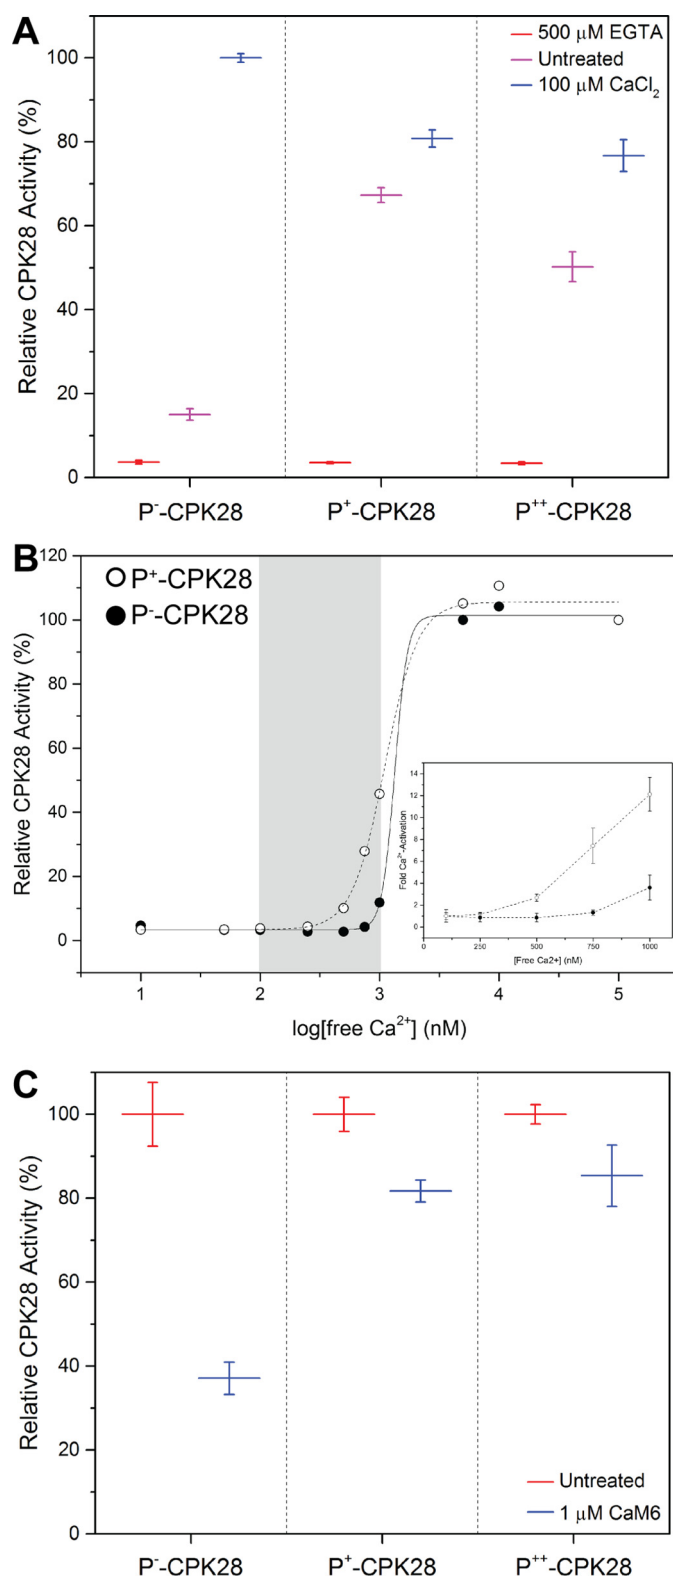 A
500 μM EGTA
Untreated
100 μM CaCl₂
Relative CPK28 Activity (%)
100
80
60
40
20
0
P⁻-CPK28 P⁺-CPK28 P⁺⁺-CPK28
B
P⁺-CPK28
P⁻-CPK28
Relative CPK28 Activity (%)
120
100
80
60
40
20
0
1 2 3 4 5
log[free Ca²⁺] (nM)
Fold Ca²⁺-Activation
14
12
10
8
6
4
2
0
0 250 500 750 1000
[Free Ca2+] (nM)
C
Relative CPK28 Activity (%)
100
80
60
40
20
0
Untreated
1 μM CaM6
P⁻-CPK28 P⁺-CPK28 P⁺⁺-CPK28